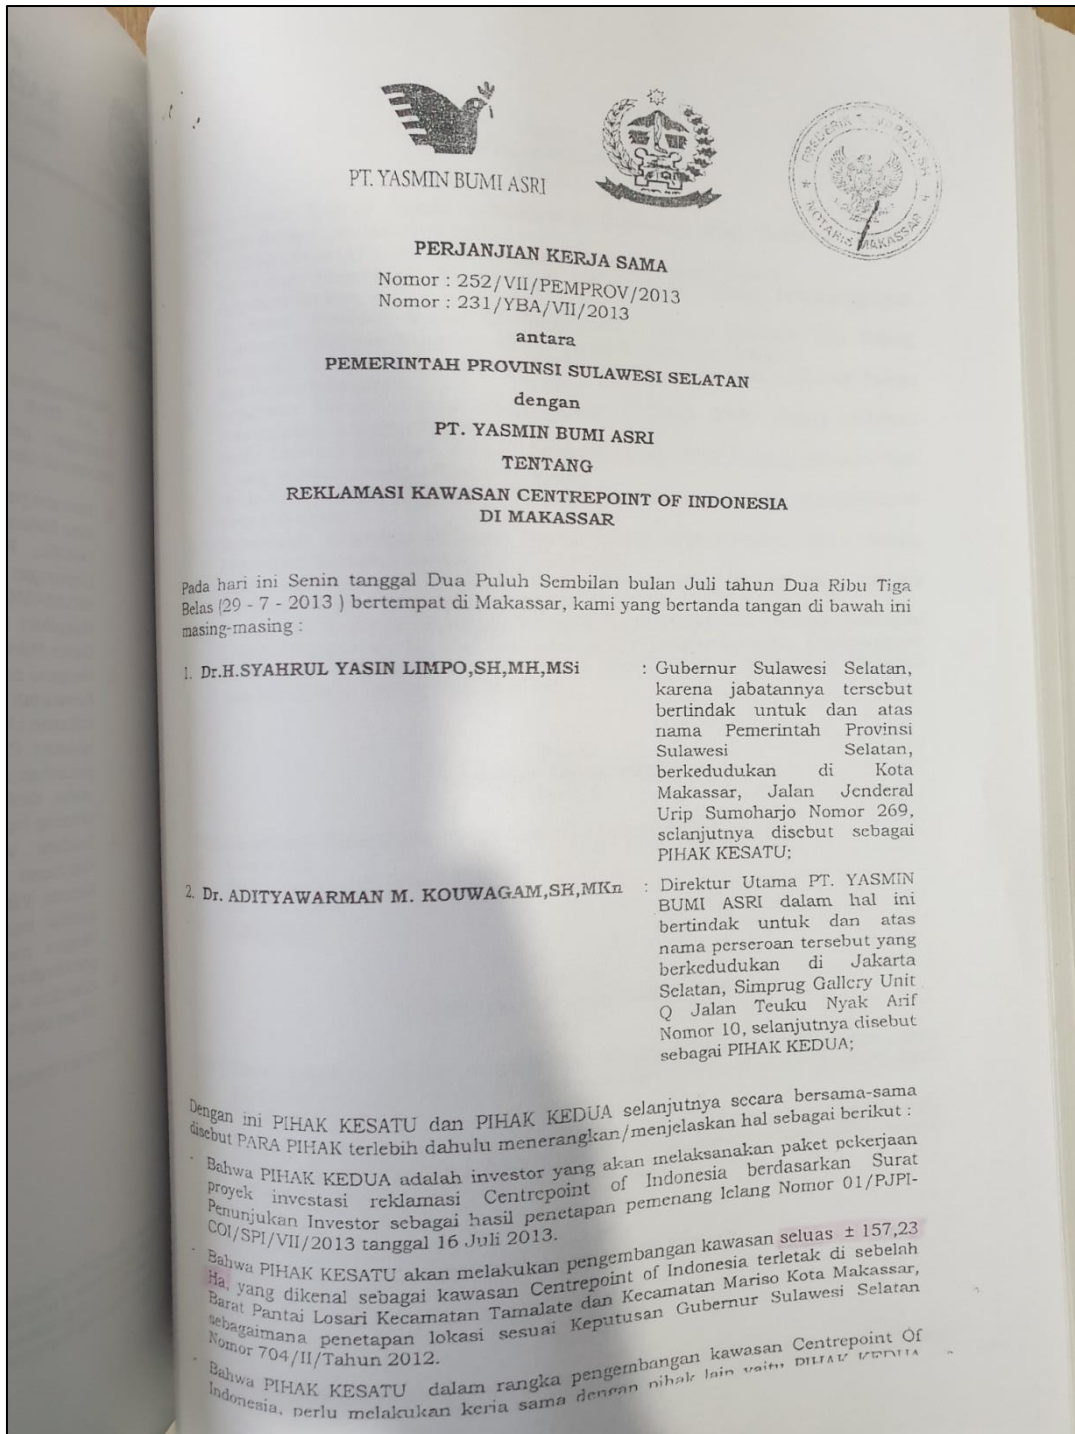 PT. YASMIN BUMI ASRI
NOTARIS MAKASSAR
PERJANJIAN KERJA SAMA
Nomor : 252/VII/PEMPROV/2013
Nomor : 231/YBA/VII/2013
antara
PEMERINTAH PROVINSI SULAWESI SELATAN
dengan
PT. YASMIN BUMI ASRI
TENTANG
REKLAMASI KAWASAN CENTREPOINT OF INDONESIA
DI MAKASSAR
Pada hari ini Senin tanggal Dua Puluh Sembilan bulan Juli tahun Dua Ribu Tiga
Belas (29 - 7 - 2013 ) bertempat di Makassar, kami yang bertanda tangan di bawah ini
masing-masing :
1. Dr.H.SYAHRUL YASIN LIMPO,SH,MH,MSi : Gubernur Sulawesi Selatan,
karena jabatannya tersebut
bertindak untuk dan atas
nama Pemerintah Provinsi
Sulawesi Selatan,
berkedudukan di Kota
Makassar, Jalan Jenderal
Urip Sumoharjo Nomor 269,
selanjutnya disebut sebagai
PIHAK KESATU;
2. Dr. ADITYAWARMAN M. KOUWAGAM,SH,MKn : Direktur Utama PT. YASMIN
BUMI ASRI dalam hal ini
bertindak untuk dan atas
nama perseroan tersebut yang
berkedudukan di Jakarta
Selatan, Simprug Gallery Unit
Q Jalan Teuku Nyak Arif
Nomor 10, selanjutnya disebut
sebagai PIHAK KEDUA;
Dengan ini PIHAK KESATU dan PIHAK KEDUA selanjutnya secara bersama-sama
disebut PARA PIHAK terlebih dahulu menerangkan/menjelaskan hal sebagai berikut :
- Bahwa PIHAK KEDUA adalah investor yang akan melaksanakan paket pekerjaan
proyek investasi reklamasi Centrepoint of Indonesia berdasarkan Surat
Penunjukan Investor sebagai hasil penetapan pemenang lelang Nomor 01/PJPI-
COI/SPI/VII/2013 tanggal 16 Juli 2013.
- Bahwa PIHAK KESATU akan melakukan pengembangan kawasan seluas ± 157,23
Ha, yang dikenal sebagai kawasan Centrepoint of Indonesia terletak di sebelah
Barat Pantai Losari Kecamatan Tamalate dan Kecamatan Mariso Kota Makassar,
sebagaimana penetapan lokasi sesuai Keputusan Gubernur Sulawesi Selatan
Nomor 704/II/Tahun 2012.
- Bahwa PIHAK KESATU dalam rangka pengembangan kawasan Centrepoint Of
Indonesia, perlu melakukan kerja sama dengan pihak lain yaitu PIHAK KEDUA